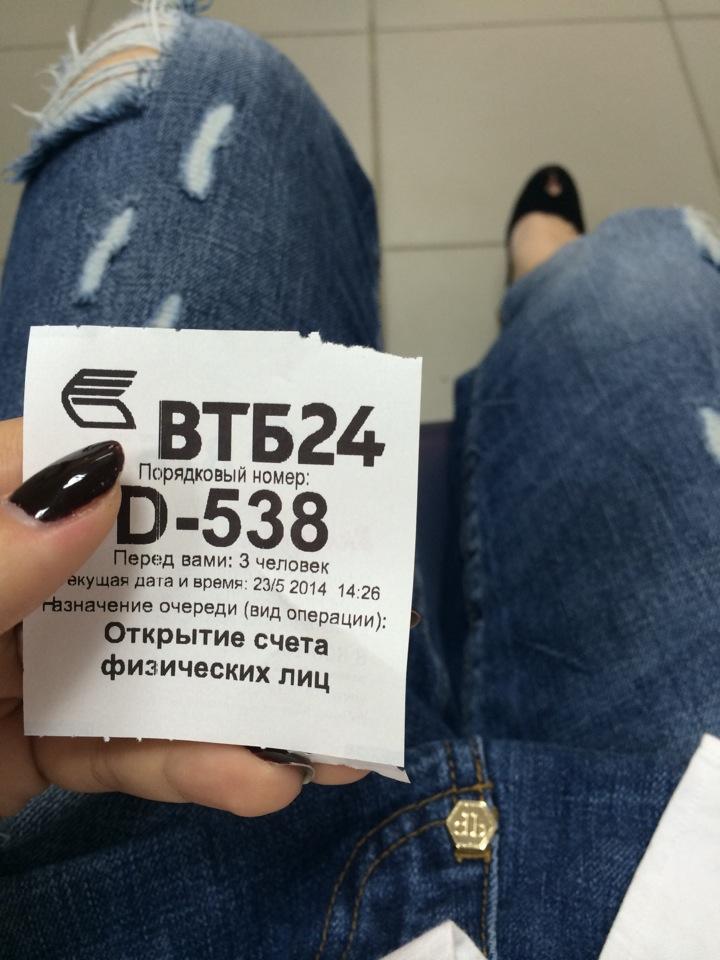 ВТБ24
Порядковый номер:
D-538
Перед вами: 3 человек
екущая дата и время: 23/5 2014 14:26
Назначение очереди (вид операции):
Открытие счета
физических лиц